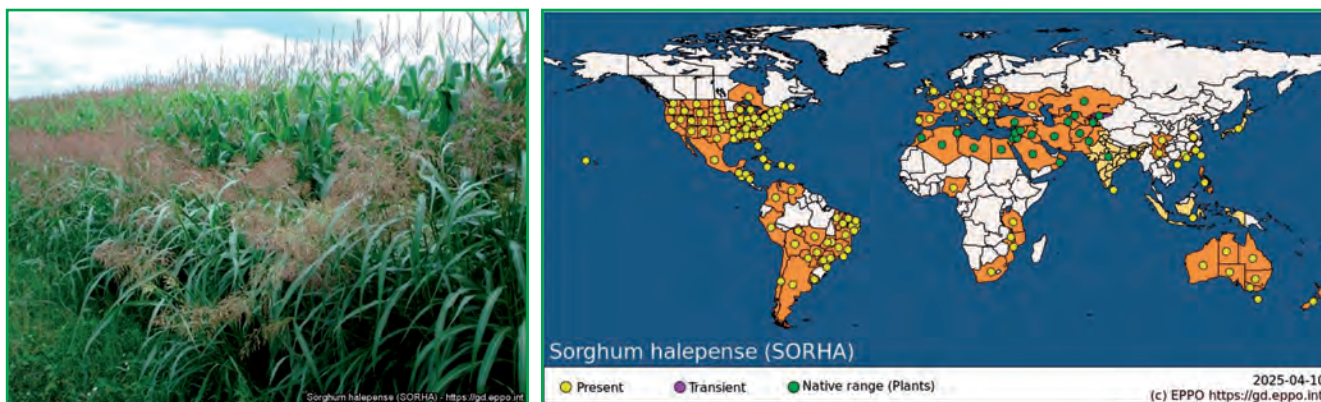 Sorghum halepense (SORHA) - https://gd.eppo.int
Sorghum halepense (SORHA)
Present
Transient
Native range (Plants)
2025-04-10
(c) EPPO https://gd.eppo.int